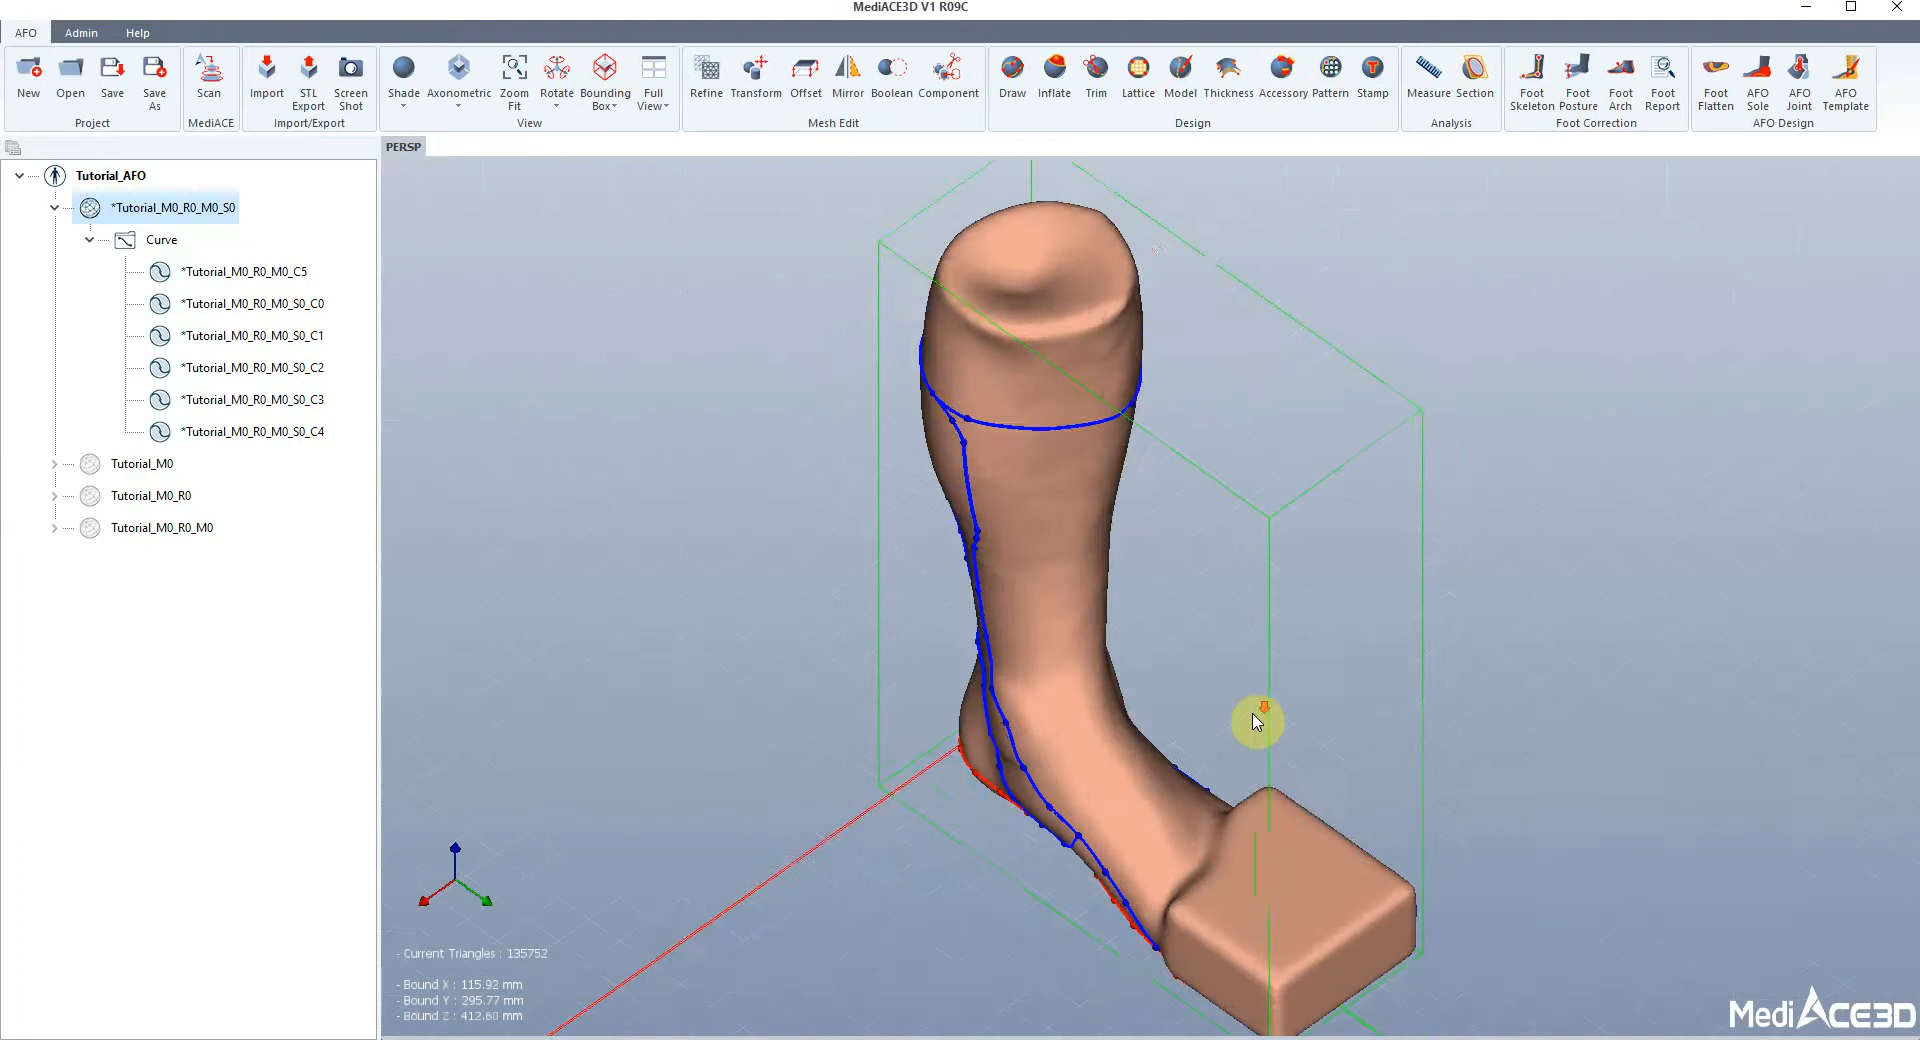 MediACE3D V1 R09C
AFO Admin Help
New Open Save Save As Scan Import STL Export Screen Shot Shade Axonometric Zoom Fit Rotate Bounding Box Full View Refine Transform Offset Mirror Boolean Component Draw Inflate Trim Lattice Model Thickness Accessory Pattern Stamp Measure Section Foot Skeleton Foot Posture Foot Arch Foot Report Foot Flatten AFO Sole AFO Joint AFO Template
Project MediACE Import/Export View Mesh Edit Design Analysis Foot Correction AFO Design
PERSP
Tutorial_AFO
*Tutorial_M0_R0_M0_S0
Curve
*Tutorial_M0_R0_M0_C5
*Tutorial_M0_R0_M0_S0_C0
*Tutorial_M0_R0_M0_S0_C1
*Tutorial_M0_R0_M0_S0_C2
*Tutorial_M0_R0_M0_S0_C3
*Tutorial_M0_R0_M0_S0_C4
Tutorial_M0
Tutorial_M0_R0
Tutorial_M0_R0_M0
- Current Triangles : 135752
- Bound X : 115.92 mm
- Bound Y : 295.77 mm
- Bound Z : 412.60 mm
MediACE3D